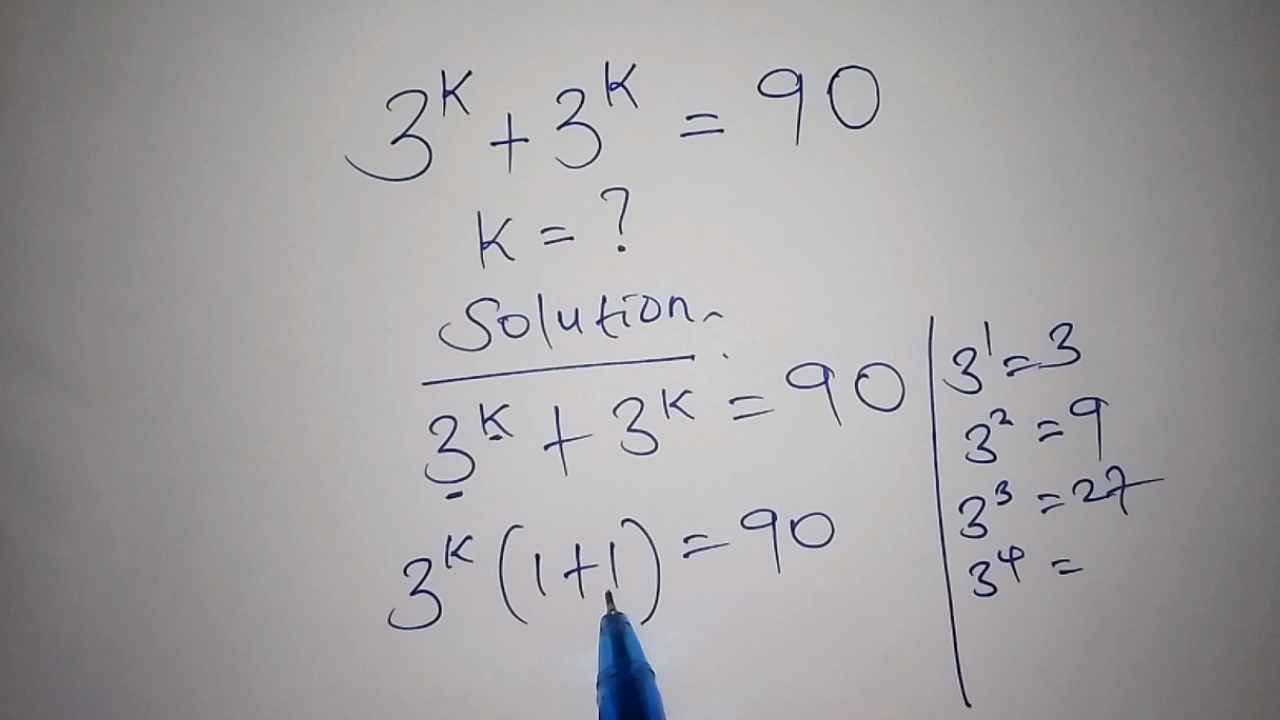 3^k + 3^k = 90
k = ?
Solution.
3^k + 3^k = 90
3^k (1+1) = 90
3^1 = 3
3^2 = 9
3^3 = 27
3^4 =